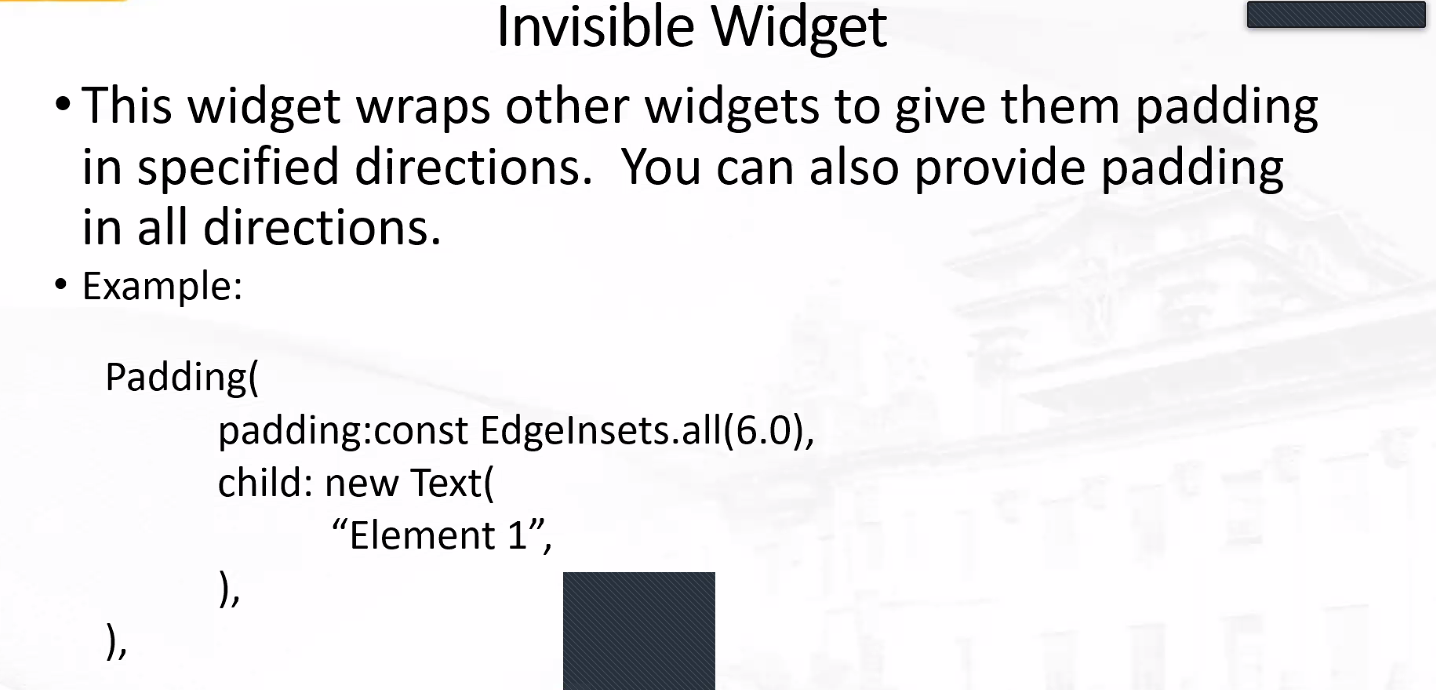 Invisible Widget
• This widget wraps other widgets to give them padding
in specified directions.  You can also provide padding
in all directions.
• Example:
Padding(
padding:const EdgeInsets.all(6.0),
child: new Text(
“Element 1”,
),
),